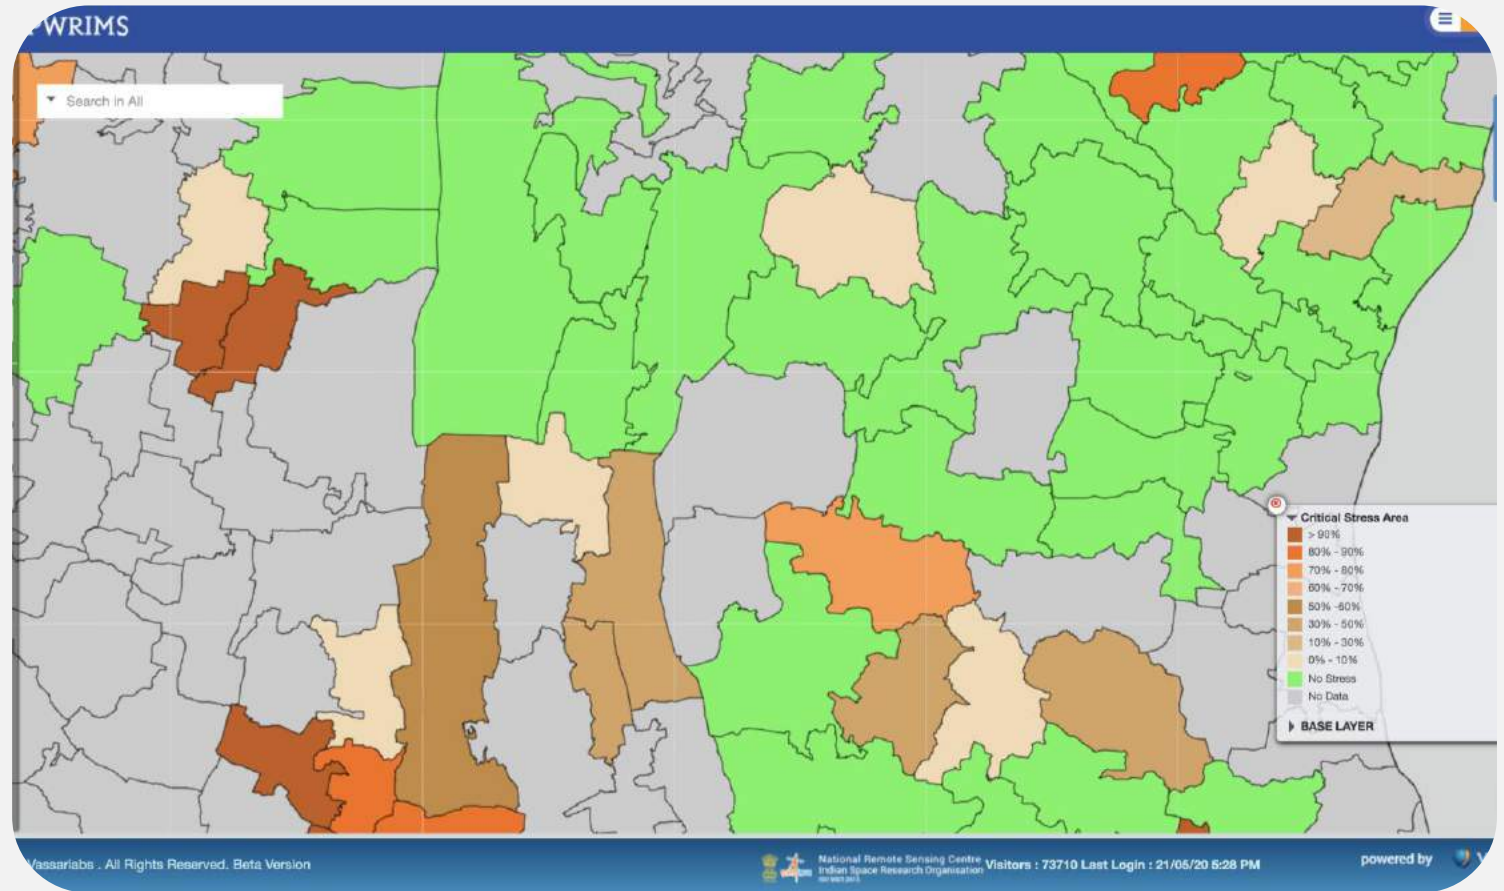 PWRIMS
Search in All
Critical Stress Area
> 90%
80% - 90%
70% - 80%
60% - 70%
50% -60%
30% - 50%
10% - 30%
0% - 10%
No Stress
No Data
BASE LAYER
Vassarlabs . All Rights Reserved. Beta Version
National Remote Sensing Centre
Indian Space Research Organisation
Visitors : 73710 Last Login : 21/05/20 5:28 PM
powered by